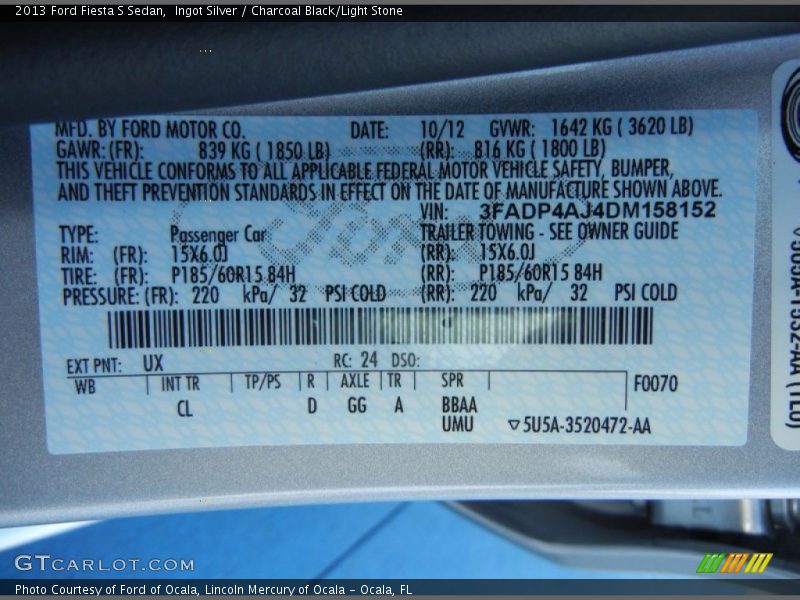 2013 Ford Fiesta S Sedan,  Ingot Silver / Charcoal Black/Light Stone
MFD. BY FORD MOTOR CO. DATE: 10/12 GVWR: 1642 KG ( 3620 LB)
GAWR: (FR): 839 KG ( 1850 LB) (RR): 816 KG ( 1800 LB)
THIS VEHICLE CONFORMS TO ALL APPLICABLE FEDERAL MOTOR VEHICLE SAFETY, BUMPER,
AND THEFT PREVENTION STANDARDS IN EFFECT ON THE DATE OF MANUFACTURE SHOWN ABOVE.
VIN: 3FADP4AJ4DM158152
TYPE: Passenger Car TRAILER TOWING - SEE OWNER GUIDE
RIM: (FR): 15X6.0J (RR): 15X6.0J
TIRE: (FR): P185/60R15 84H (RR): P185/60R15 84H
PRESSURE: (FR): 220 kPa/ 32 PSI COLD (RR): 220 kPa/ 32 PSI COLD
EXT PNT: UX RC: 24 DSO:
WB INT TR TP/PS R AXLE TR SPR F0070
CL D GG A BBAA
UMU ▽5U5A-3520472-AA
Ford
GTCARLOT.COM
Photo Courtesy of Ford of Ocala, Lincoln Mercury of Ocala – Ocala, FL